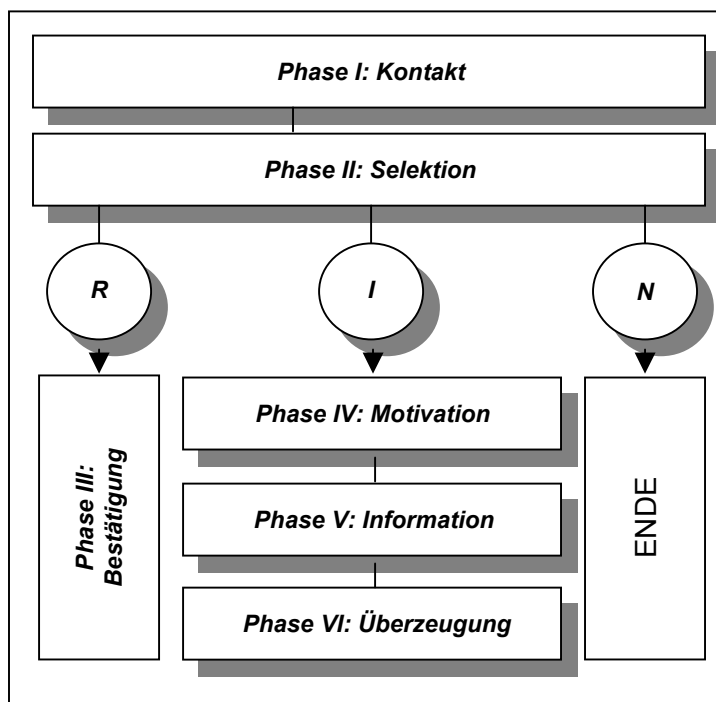 Phase I: Kontakt
Phase II: Selektion
R
I
N
Phase III:
Bestätigung
Phase IV: Motivation
Phase V: Information
Phase VI: Überzeugung
ENDE